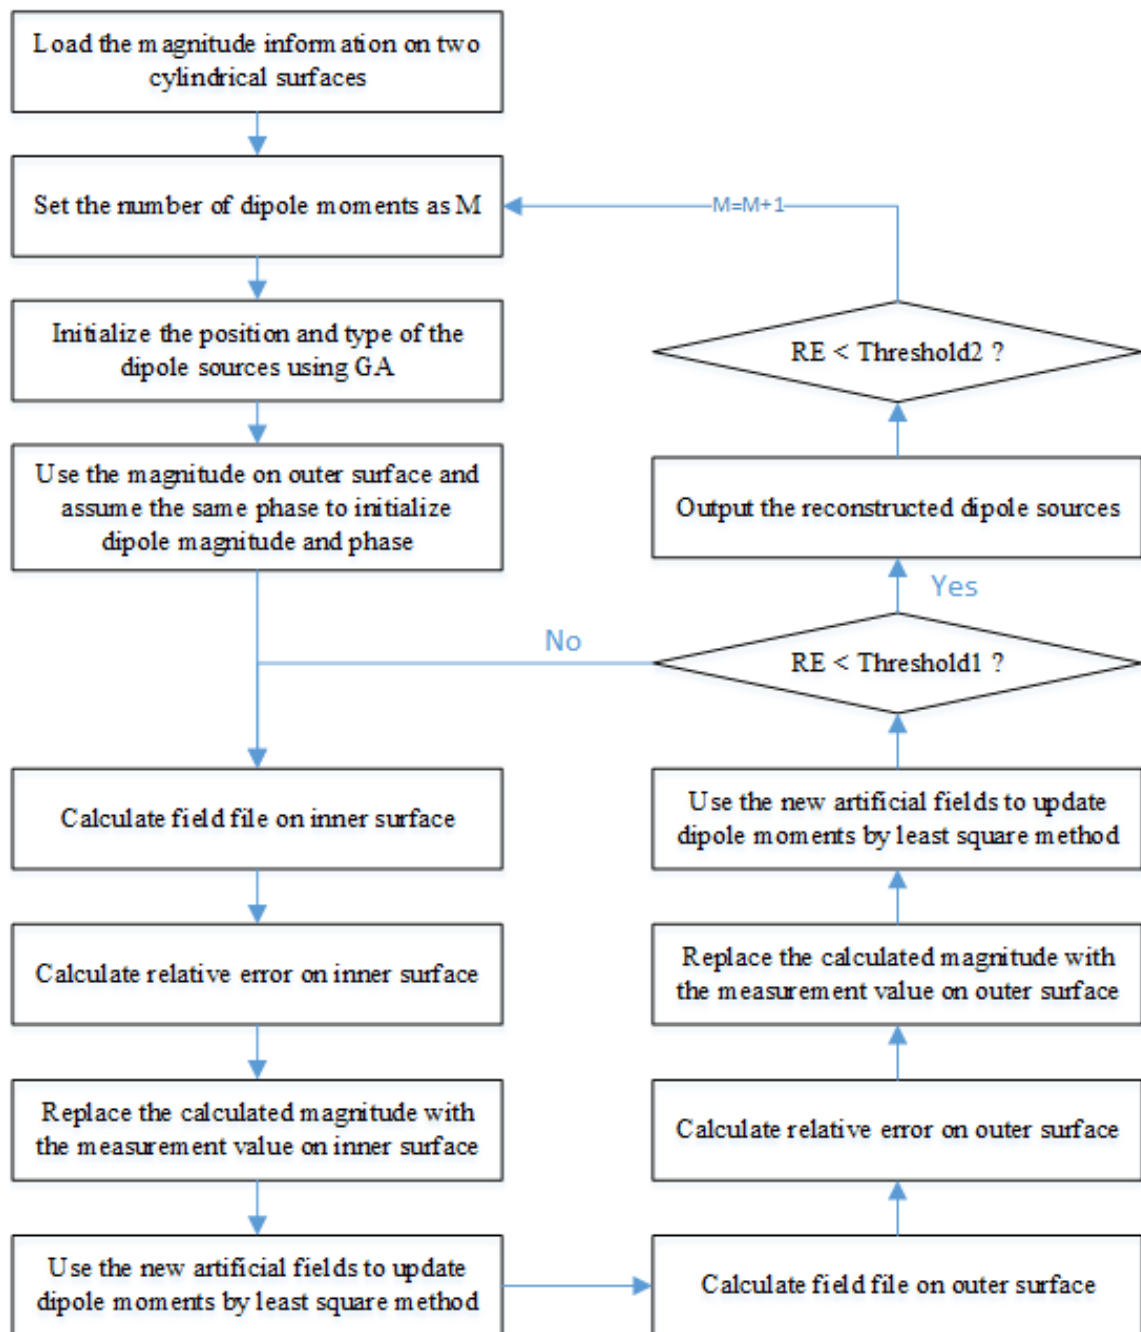 Load the magnitude information on two
cylindrical surfaces
Set the number of dipole moments as M
M=M+1
Initialize the position and type of the
dipole sources using GA
RE < Threshold2 ?
Use the magnitude on outer surface and
assume the same phase to initialize
dipole magnitude and phase
Output the reconstructed dipole sources
Yes
No
RE < Threshold1 ?
Calculate field file on inner surface
Use the new artificial fields to update
dipole moments by least square method
Calculate relative error on inner surface
Replace the calculated magnitude with
the measurement value on outer surface
Replace the calculated magnitude with
the measurement value on inner surface
Calculate relative error on outer surface
Use the new artificial fields to update
dipole moments by least square method
Calculate field file on outer surface